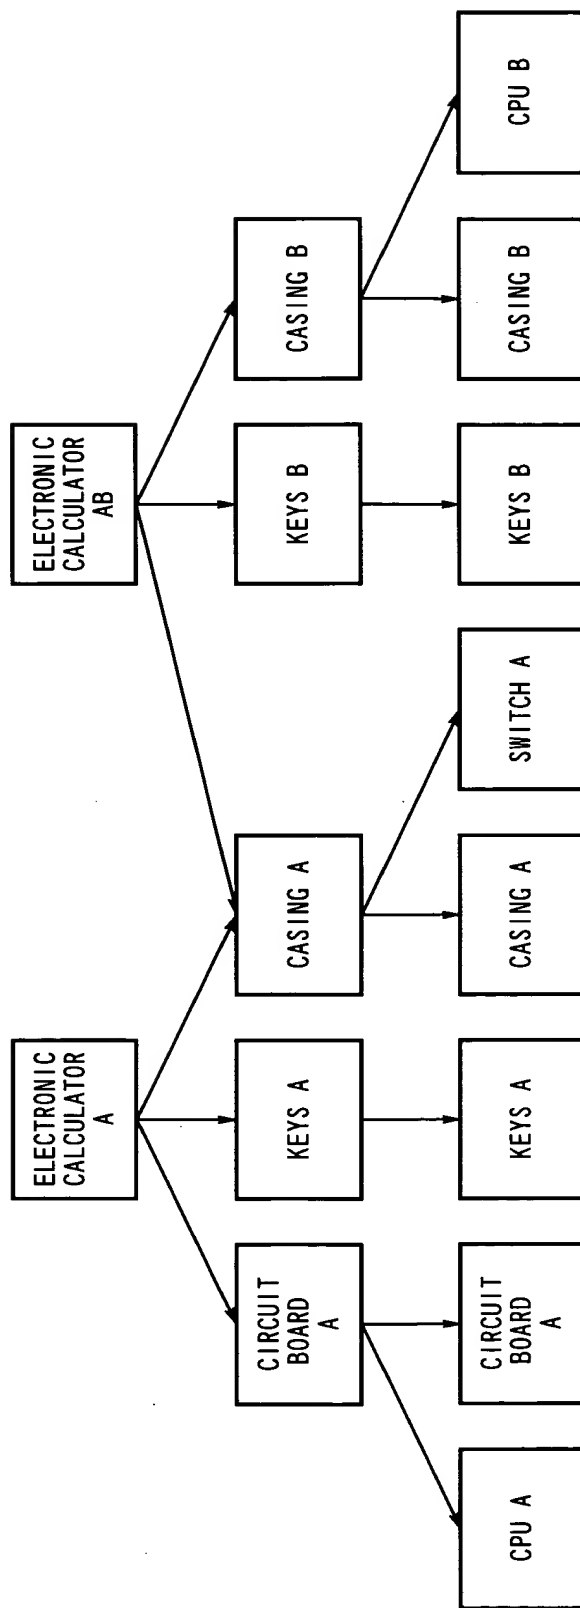 ELECTRONIC
CALCULATOR
A
ELECTRONIC
CALCULATOR
AB
CIRCUIT
BOARD
A
KEYS A
CASING A
KEYS B
CASING B
CPU A
CIRCUIT
BOARD
A
KEYS A
CASING A
SWITCH A
KEYS B
CASING B
CPU B